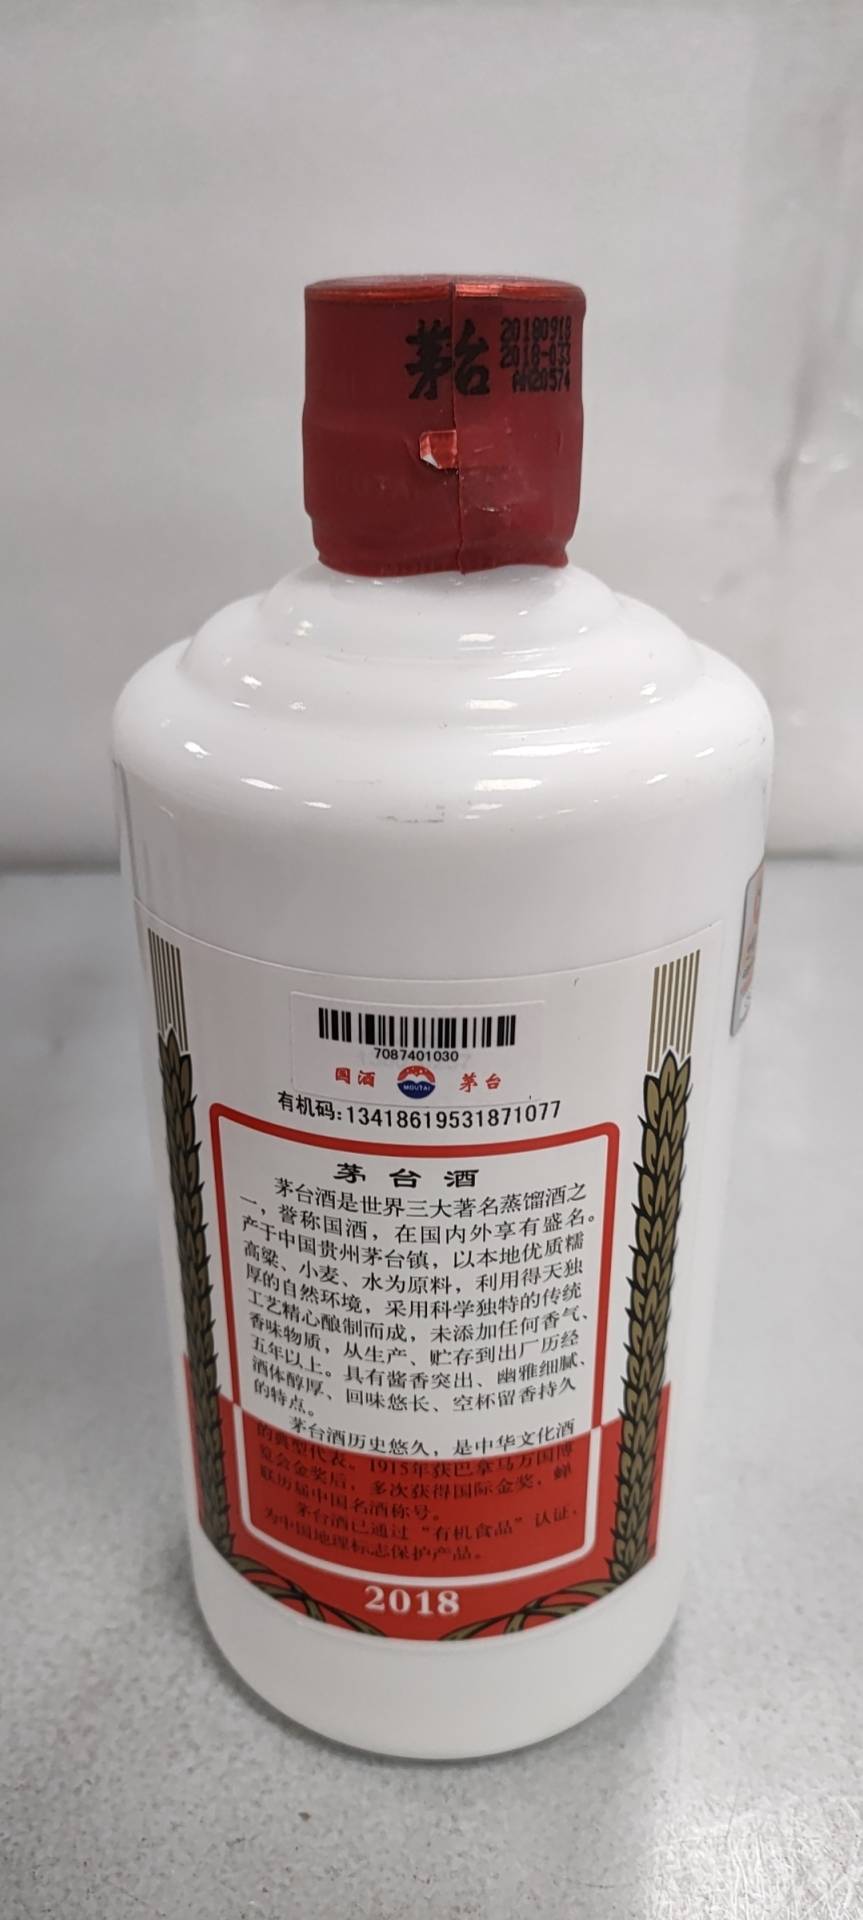 茅台
20180918
2018-033
AA20574
7087401030
国酒
MOUTAI
茅台
有机码:13418619531871077
茅台酒
茅台酒是世界三大著名蒸馏酒之
一，誉称国酒，在国内外享有盛名。
产于中国贵州茅台镇，以本地优质糯
高粱、小麦、水为原料，利用得天独
厚的自然环境，采用科学独特的传统
工艺精心酿制而成，未添加任何香气、
香味物质，从生产、贮存到出厂历经
五年以上。具有酱香突出、幽雅细腻、
酒体醇厚、回味悠长、空杯留香持久
的特点。
茅台酒历史悠久，是中华文化酒
的典型代表。1915年获巴拿马万国博
览会金奖后，多次获得国际金奖，蝉
联历届中国名酒称号。
茅台酒已通过“有机食品”认证，
为中国地理标志保护产品。
2018